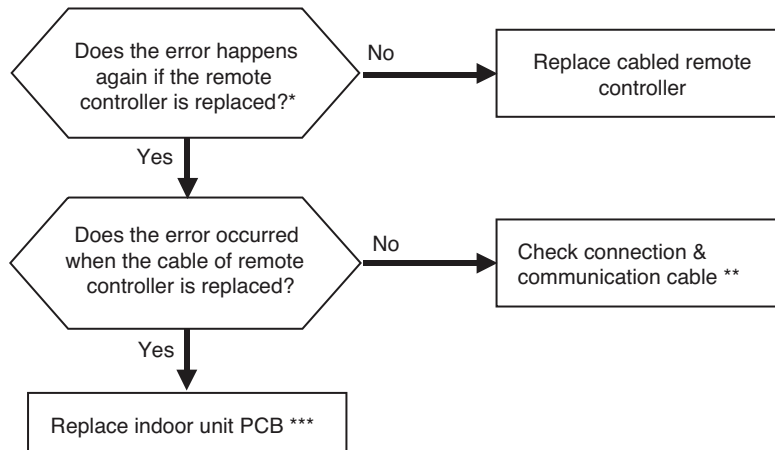 Does the error happens
again if the remote
controller is replaced?*
No
Replace cabled remote
controller
Yes
Does the error occurred
when the cable of remote
controller is replaced?
No
Check connection &
communication cable **
Yes
Replace indoor unit PCB ***